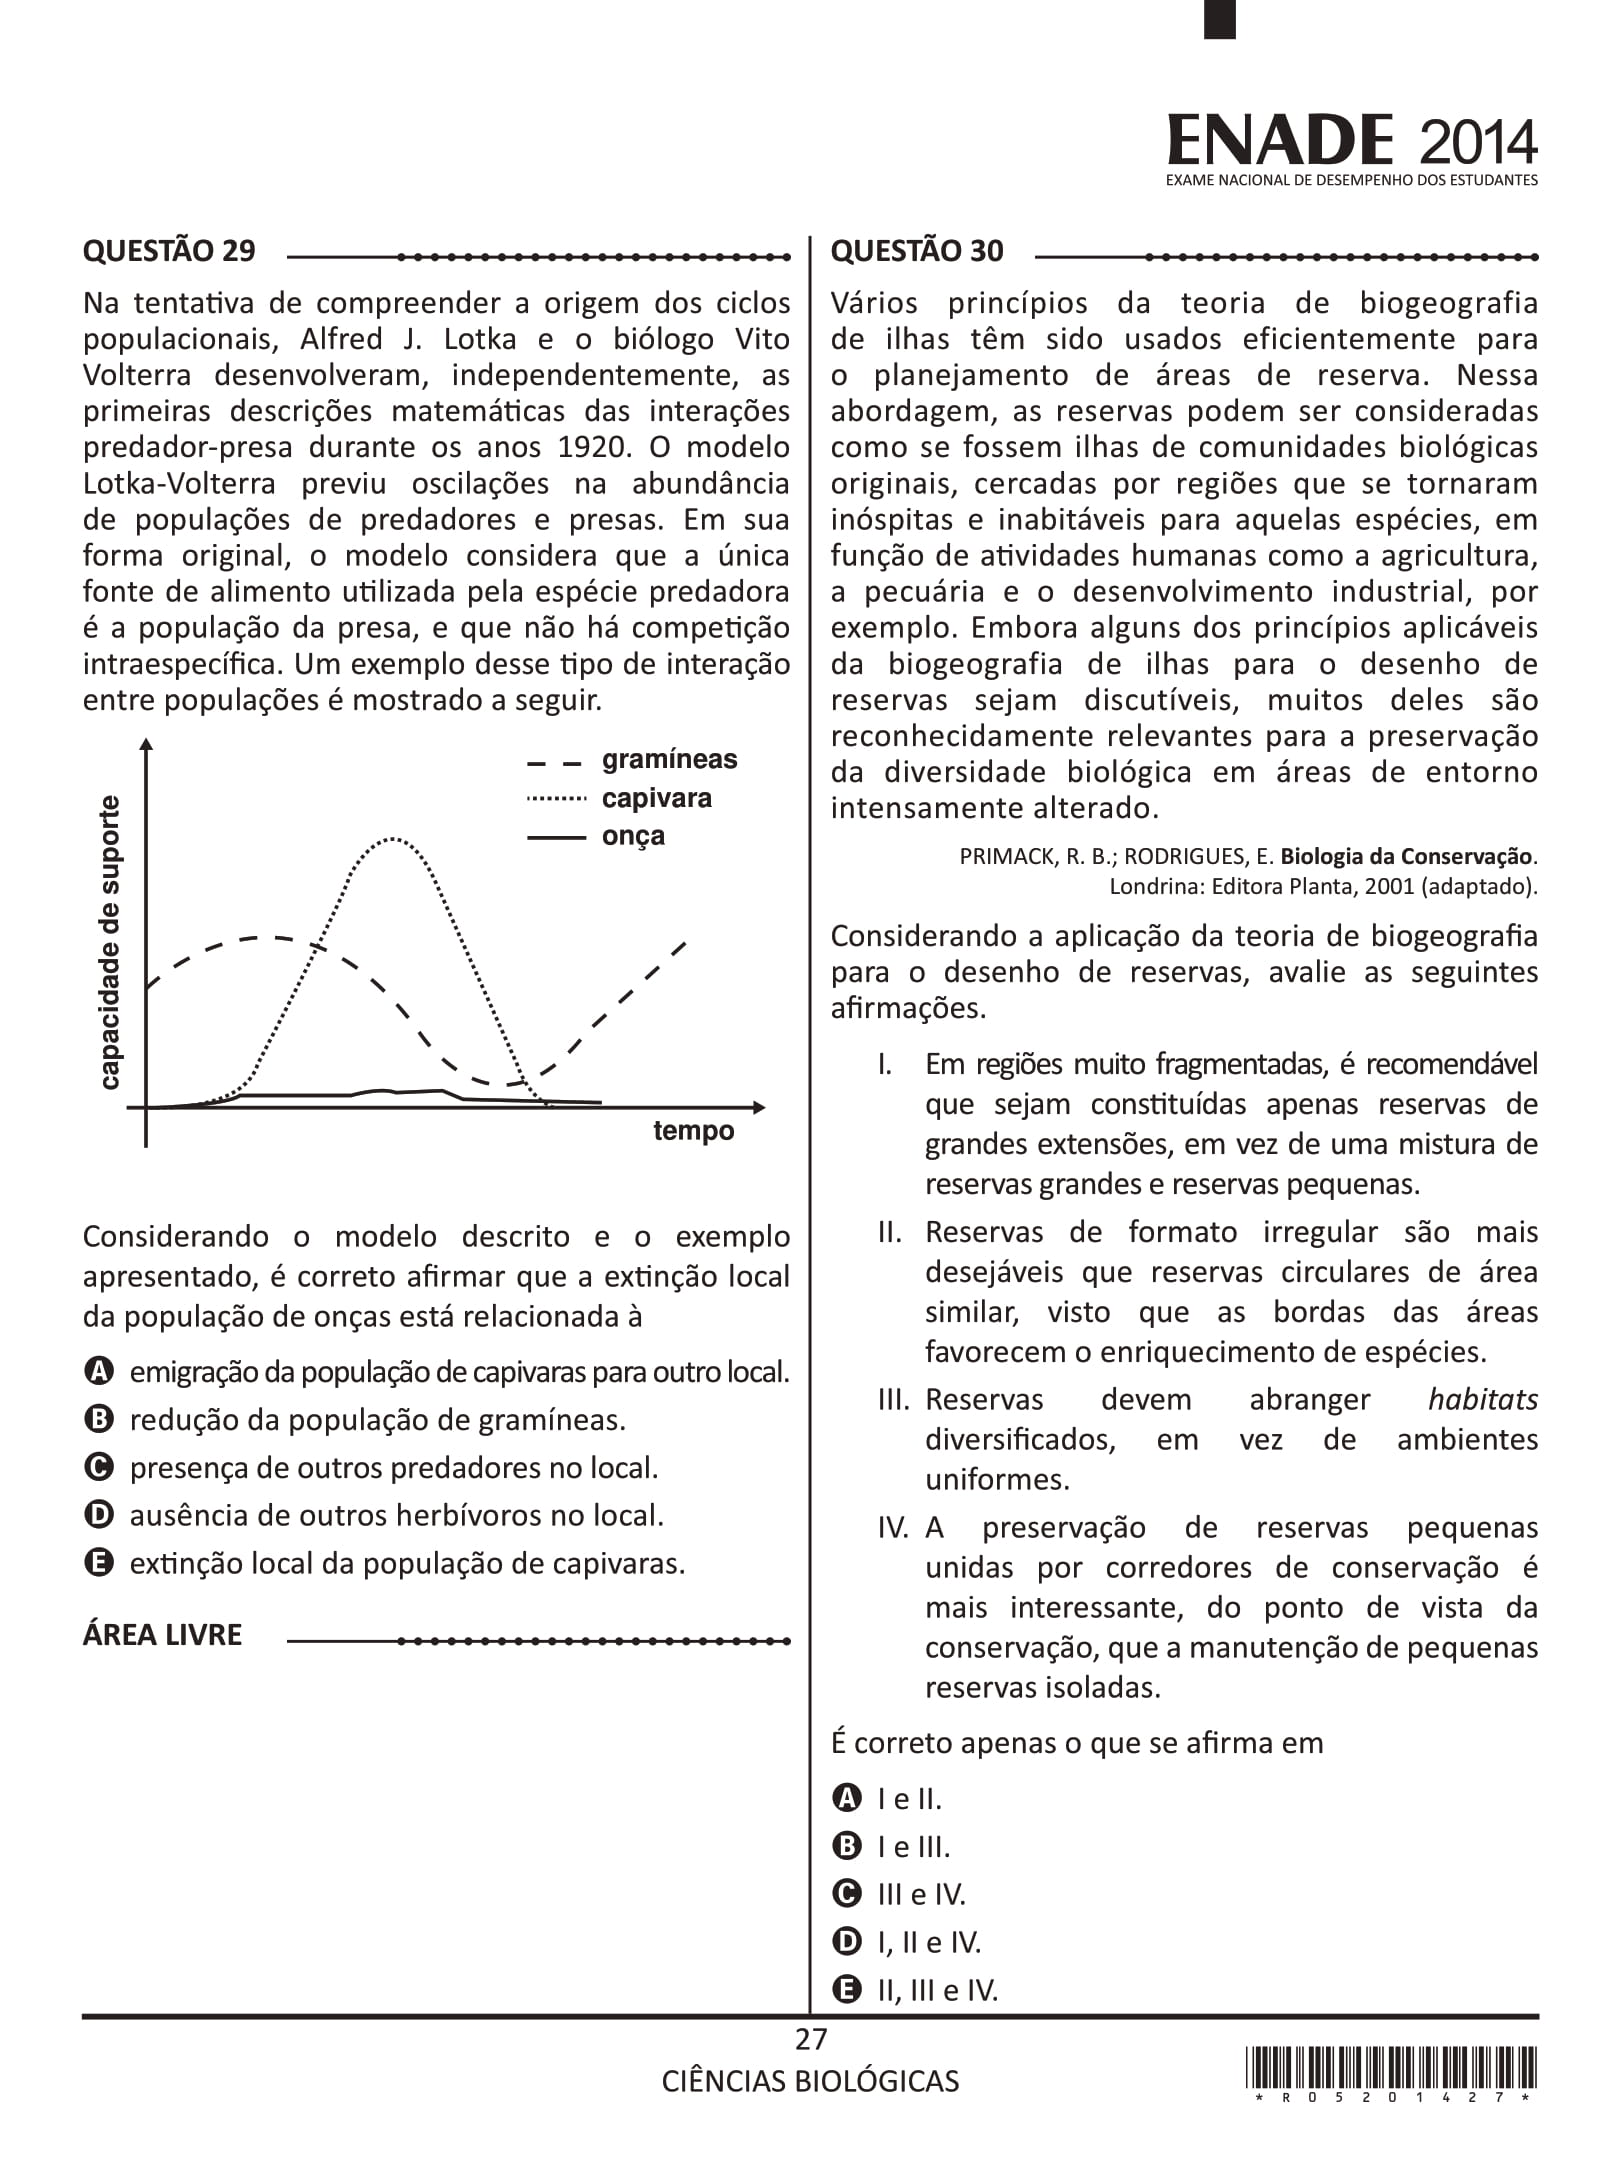 ENADE 2014
EXAME NACIONAL DE DESEMPENHO DOS ESTUDANTES
QUESTÃO 29
Na tentativa de compreender a origem dos ciclos
populacionais, Alfred J. Lotka e o biólogo Vito
Volterra desenvolveram, independentemente, as
primeiras descrições matemáticas das interações
predador-presa durante os anos 1920. O modelo
Lotka-Volterra previu oscilações na abundância
de populações de predadores e presas. Em sua
forma original, o modelo considera que a única
fonte de alimento utilizada pela espécie predadora
é a população da presa, e que não há competição
intraespecífica. Um exemplo desse tipo de interação
entre populações é mostrado a seguir.
gramíneas
capivara
onça
capacidade de suporte
tempo
Considerando o modelo descrito e o exemplo
apresentado, é correto afirmar que a extinção local
da população de onças está relacionada à
A emigração da população de capivaras para outro local.
B redução da população de gramíneas.
C presença de outros predadores no local.
D ausência de outros herbívoros no local.
E extinção local da população de capivaras.
ÁREA LIVRE
QUESTÃO 30
Vários princípios da teoria de biogeografia
de ilhas têm sido usados eficientemente para
o planejamento de áreas de reserva. Nessa
abordagem, as reservas podem ser consideradas
como se fossem ilhas de comunidades biológicas
originais, cercadas por regiões que se tornaram
inóspitas e inabitáveis para aquelas espécies, em
função de atividades humanas como a agricultura,
a pecuária e o desenvolvimento industrial, por
exemplo. Embora alguns dos princípios aplicáveis
da biogeografia de ilhas para o desenho de
reservas sejam discutíveis, muitos deles são
reconhecidamente relevantes para a preservação
da diversidade biológica em áreas de entorno
intensamente alterado.
PRIMACK, R. B.; RODRIGUES, E. Biologia da Conservação.
Londrina: Editora Planta, 2001 (adaptado).
Considerando a aplicação da teoria de biogeografia
para o desenho de reservas, avalie as seguintes
afirmações.
I. Em regiões muito fragmentadas, é recomendável
que sejam constituídas apenas reservas de
grandes extensões, em vez de uma mistura de
reservas grandes e reservas pequenas.
II. Reservas de formato irregular são mais
desejáveis que reservas circulares de área
similar, visto que as bordas das áreas
favorecem o enriquecimento de espécies.
III. Reservas devem abranger habitats
diversificados, em vez de ambientes
uniformes.
IV. A preservação de reservas pequenas
unidas por corredores de conservação é
mais interessante, do ponto de vista da
conservação, que a manutenção de pequenas
reservas isoladas.
É correto apenas o que se afirma em
A I e II.
B I e III.
C III e IV.
D I, II e IV.
E II, III e IV.
27
CIÊNCIAS BIOLÓGICAS
* R 0 5 2 0 1 4 2 7 *